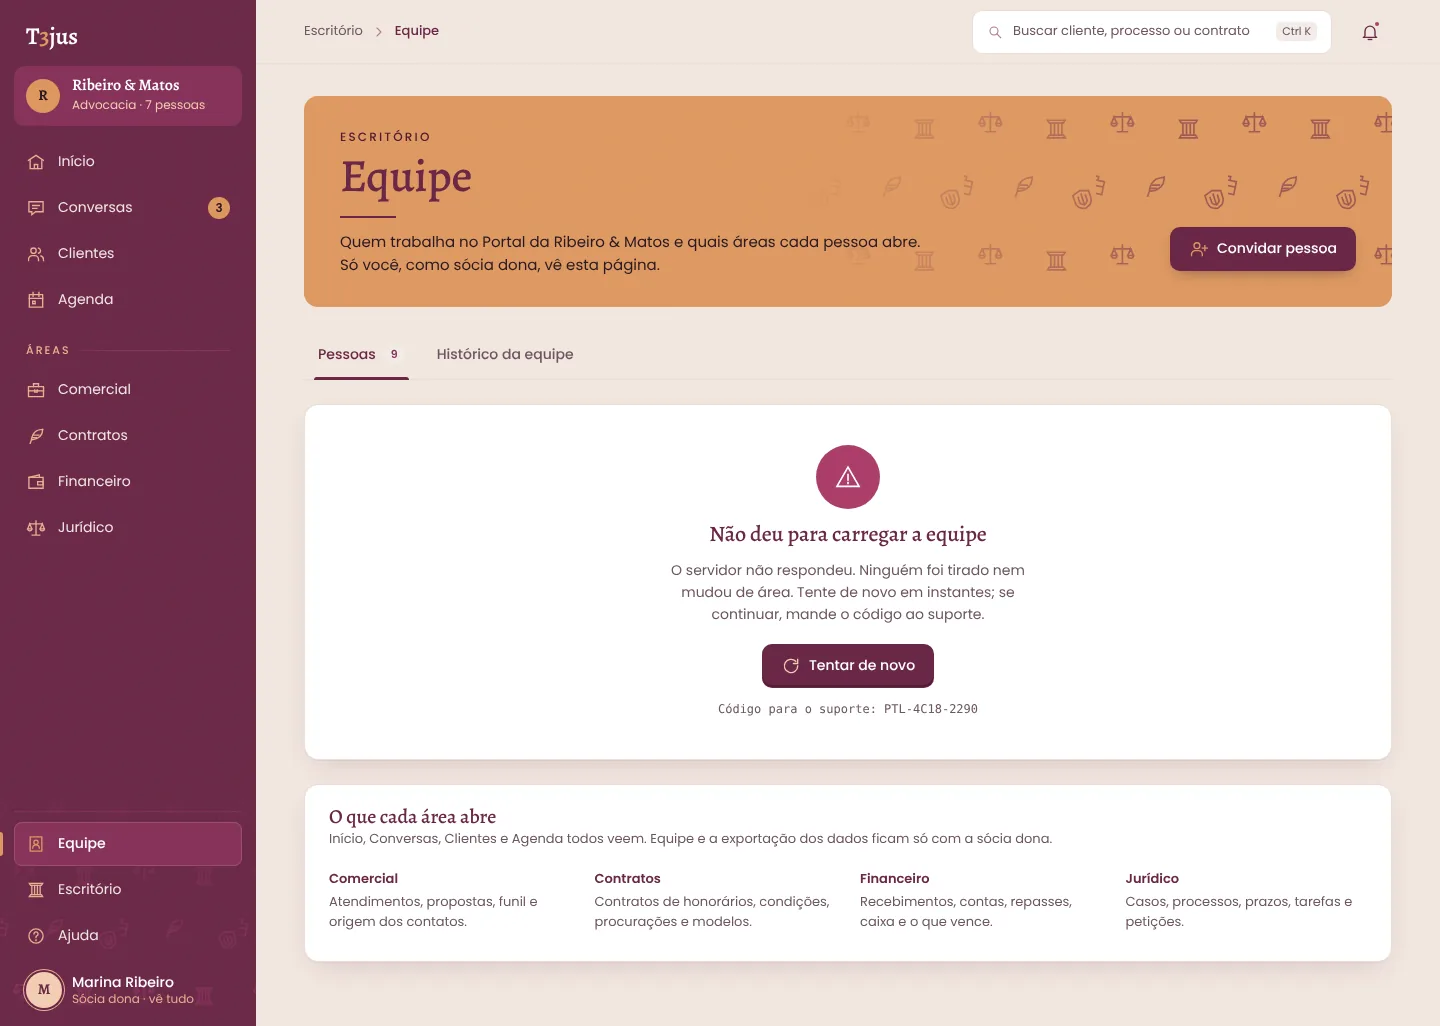 T3jus
R
Ribeiro & Matos
Advocacia · 7 pessoas
Início
Conversas
3
Clientes
Agenda
ÁREAS
Comercial
Contratos
Financeiro
Jurídico
Equipe
Escritório
Ajuda
M
Marina Ribeiro
Sócia dona · vê tudo
Escritório
Equipe
Buscar cliente, processo ou contrato
Ctrl K
ESCRITÓRIO
Equipe
Quem trabalha no Portal da Ribeiro & Matos e quais áreas cada pessoa abre.
Só você, como sócia dona, vê esta página.
Convidar pessoa
Pessoas 9
Histórico da equipe
Não deu para carregar a equipe
O servidor não respondeu. Ninguém foi tirado nem
mudou de área. Tente de novo em instantes; se
continuar, mande o código ao suporte.
Tentar de novo
Código para o suporte: PTL-4C18-2290
O que cada área abre
Início, Conversas, Clientes e Agenda todos veem. Equipe e a exportação dos dados ficam só com a sócia dona.
Comercial
Atendimentos, propostas, funil e
origem dos contatos.
Contratos
Contratos de honorários, condições,
procurações e modelos.
Financeiro
Recebimentos, contas, repasses,
caixa e o que vence.
Jurídico
Casos, processos, prazos, tarefas e
petições.